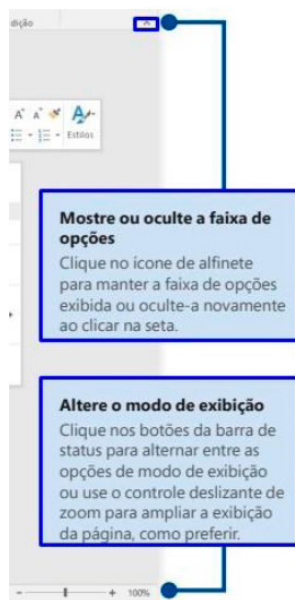 dição
A A A
Estilos
Mostre ou oculte a faixa de
opções
Clique no ícone de alfinete
para manter a faixa de opções
exibida ou oculte-a novamente
ao clicar na seta.
Altere o modo de exibição
Clique nos botões da barra de
status para alternar entre as
opções de modo de exibição
ou use o controle deslizante de
zoom para ampliar a exibição
da página, como preferir.
- + 100%